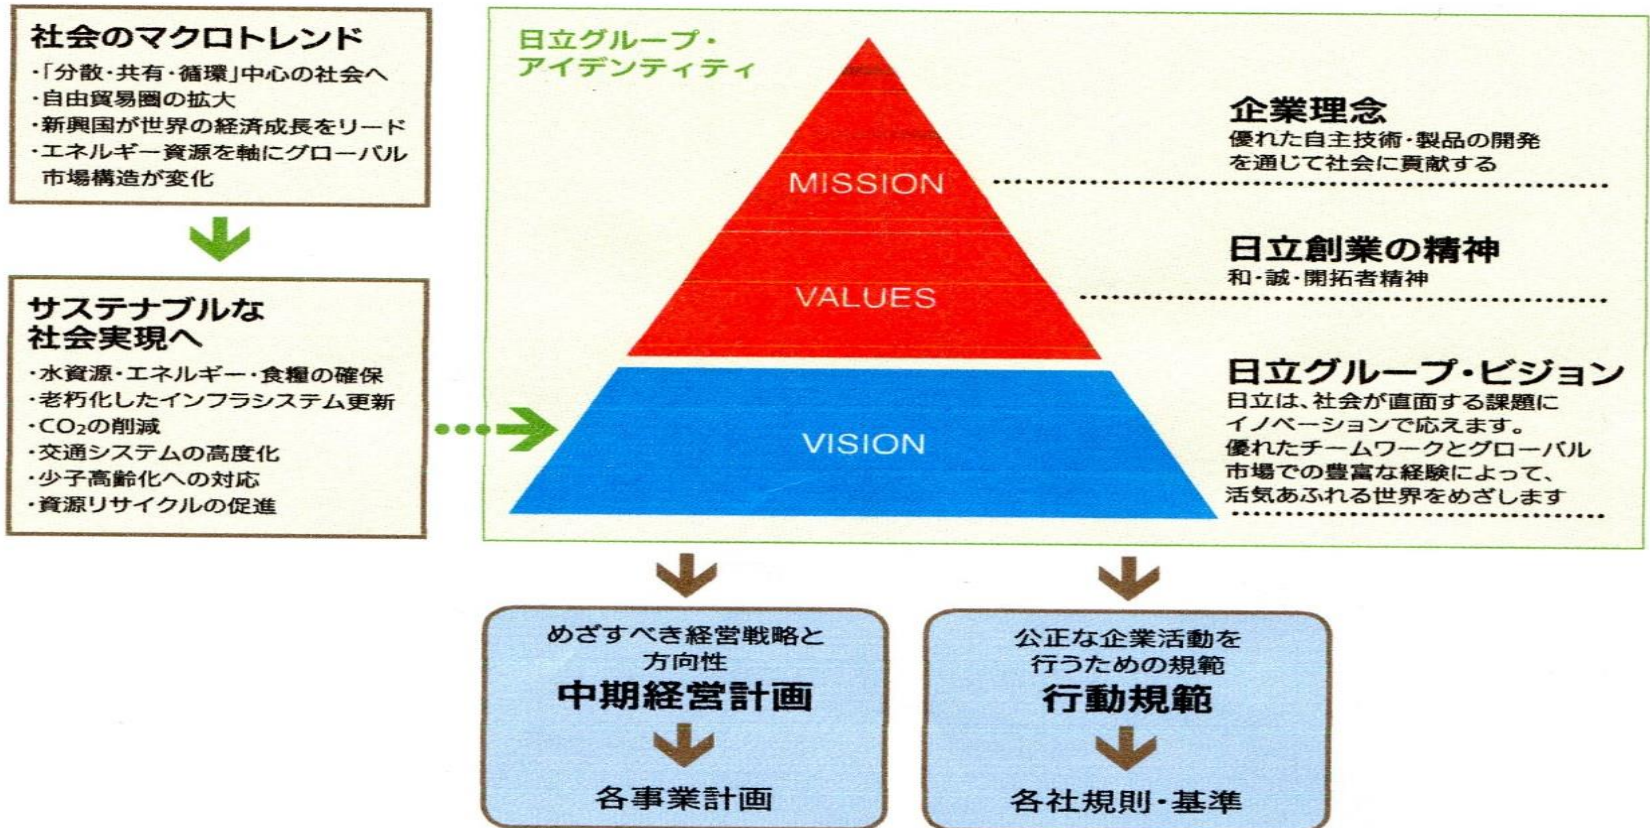 社会のマクロトレンド
・「分散・共有・循環」中心の社会へ
・自由貿易圏の拡大
・新興国が世界の経済成長をリード
・エネルギー資源を軸にグローバル
市場構造が変化
サステナブルな
社会実現へ
・水資源・エネルギー・食糧の確保
・老朽化したインフラシステム更新
・CO₂の削減
・交通システムの高度化
・少子高齢化への対応
・資源リサイクルの促進
日立グループ・
アイデンティティ
MISSION
企業理念
優れた自主技術・製品の開発
を通じて社会に貢献する
VALUES
日立創業の精神
和・誠・開拓者精神
VISION
日立グループ・ビジョン
日立は、社会が直面する課題に
イノベーションで応えます。
優れたチームワークとグローバル
市場での豊富な経験によって、
活気あふれる世界をめざします
めざすべき経営戦略と
方向性
中期経営計画
各事業計画
公正な企業活動を
行うための規範
行動規範
各社規則・基準